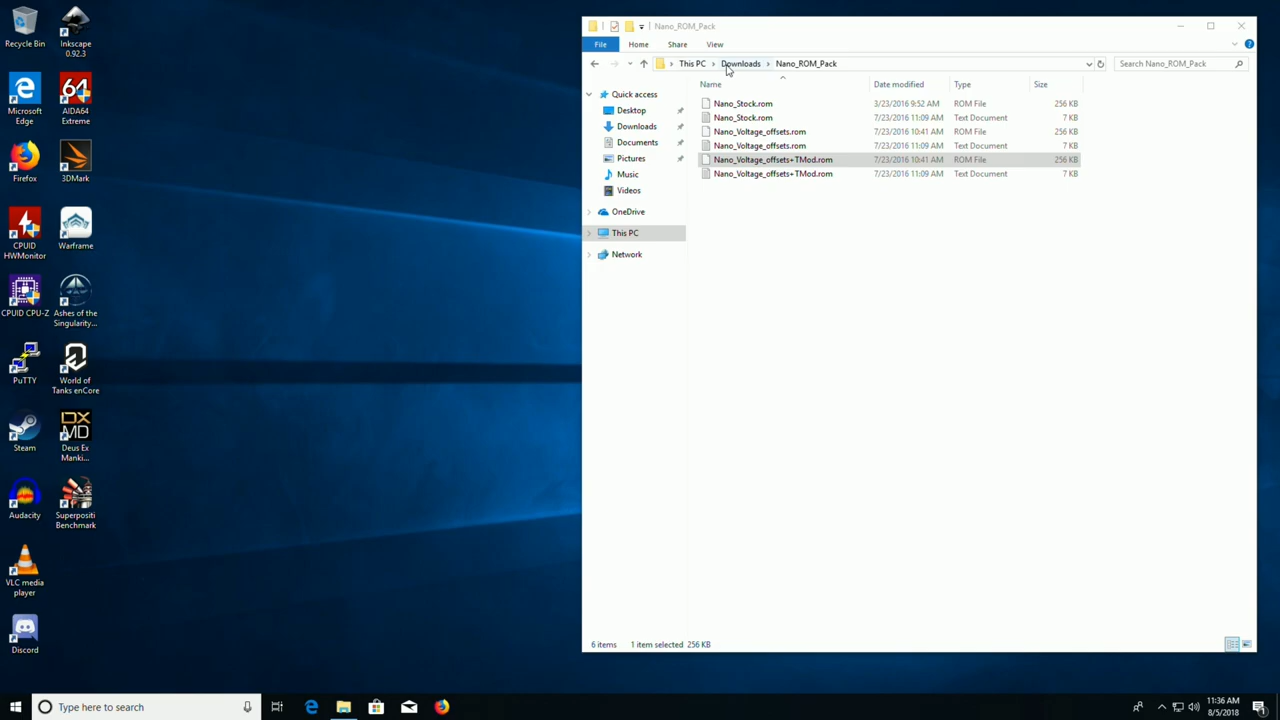 Recycle Bin
Inkscape
0.92.3
Microsoft
Edge
64
AIDA64
Extreme
Firefox
3DMark
CPUID
HWMonitor
Warframe
CPUID CPU-Z
Ashes of the
Singularity...
PuTTY
World of
Tanks enCore
Steam
DX
MD
Deus Ex
Manki...
Audacity
Superpositi
Benchmark
VLC media
player
Discord
Nano_ROM_Pack
File Home Share View
This PC Downloads Nano_ROM_Pack Search Nano_ROM_Pack
Quick access
Desktop
Downloads
Documents
Pictures
Music
Videos
OneDrive
This PC
Network
Name Date modified Type Size
Nano_Stock.rom 3/23/2016 9:52 AM ROM File 256 KB
Nano_Stock.rom 7/23/2016 11:09 AM Text Document 7 KB
Nano_Voltage_offsets.rom 7/23/2016 10:41 AM ROM File 256 KB
Nano_Voltage_offsets.rom 7/23/2016 11:09 AM Text Document 7 KB
Nano_Voltage_offsets+TMod.rom 7/23/2016 10:41 AM ROM File 256 KB
Nano_Voltage_offsets+TMod.rom 7/23/2016 11:09 AM Text Document 7 KB
6 items 1 item selected 256 KB
Type here to search
11:36 AM
8/5/2018
1